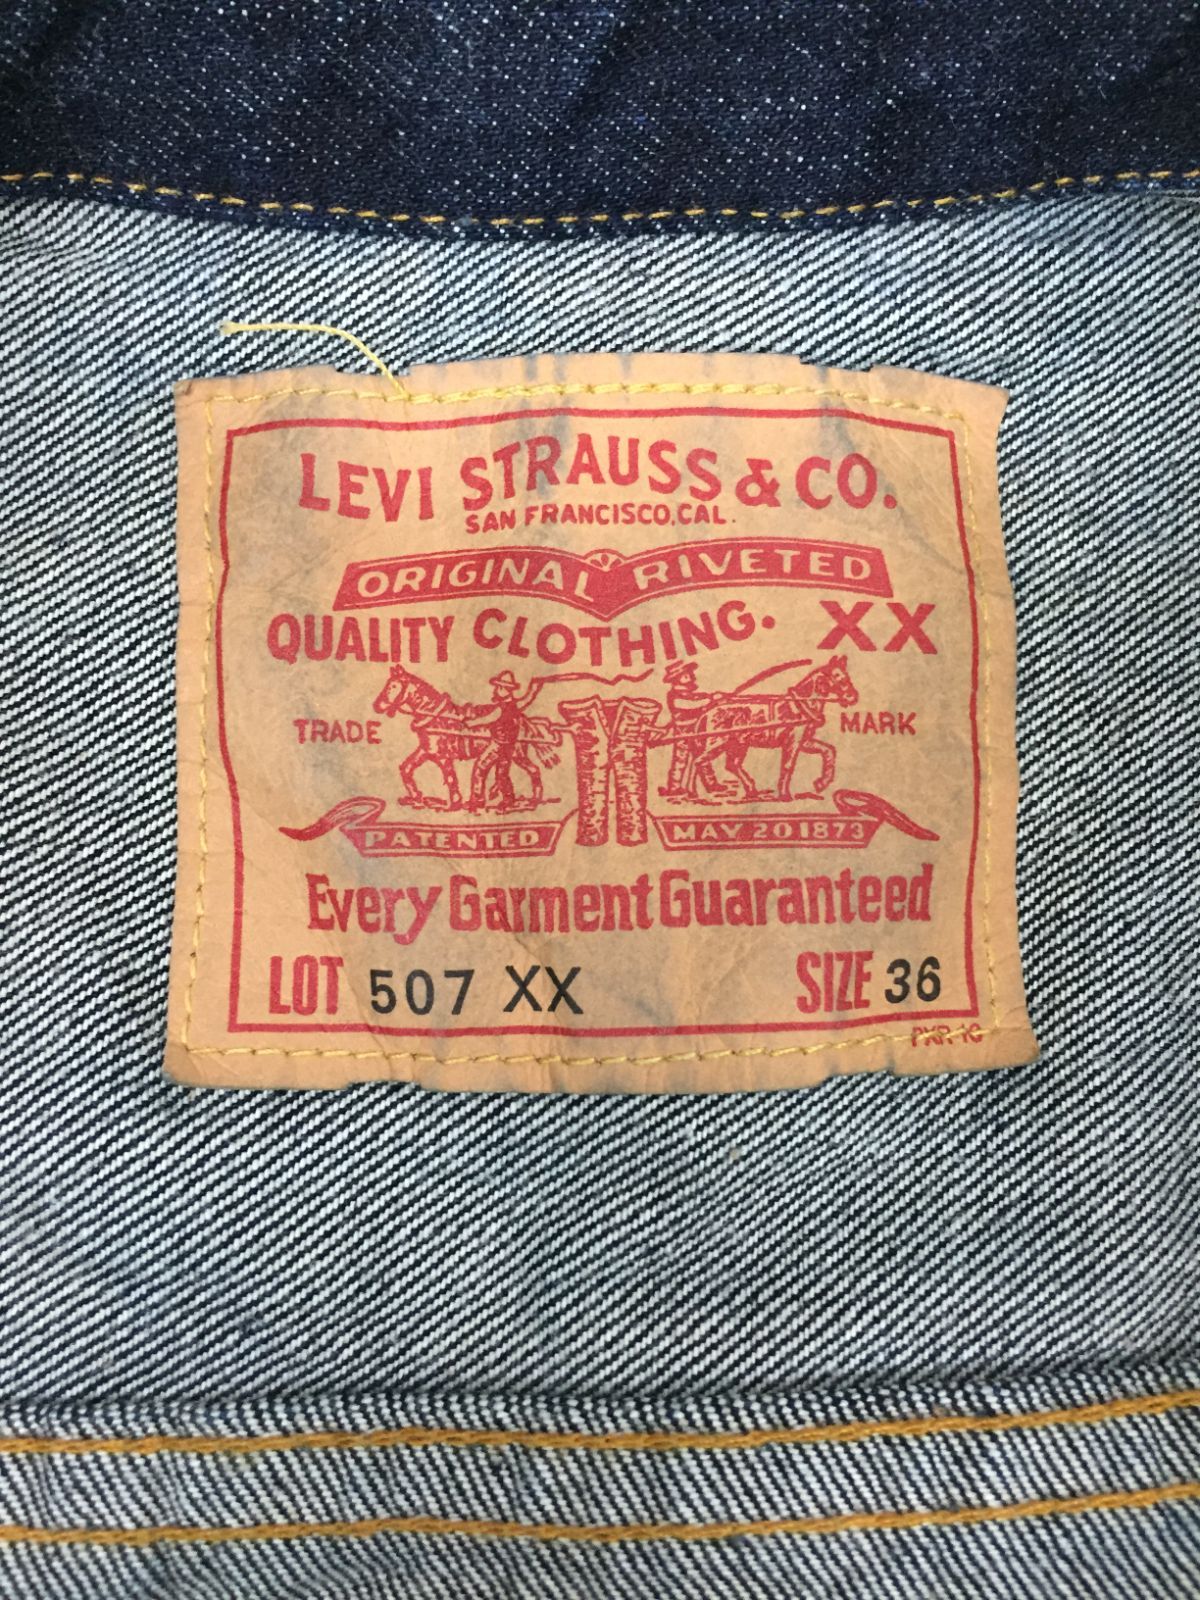 LEVI STRAUSS & CO.
SAN FRANCISCO, CAL.
ORIGINAL RIVETED
QUALITY CLOTHING. XX
TRADE MARK
PATENTED MAY 20 1873
Every Garment Guaranteed
LOT 507 XX SIZE 36